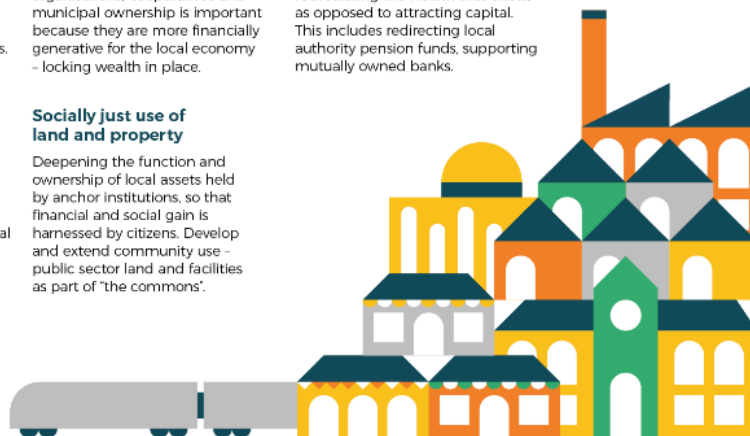 municipal ownership is important
because they are more financially
s. generative for the local economy
– locking wealth in place.
Socially just use of
land and property
Deepening the function and
ownership of local assets held
by anchor institutions, so that
financial and social gain is
al harnessed by citizens. Develop
and extend community use –
public sector land and facilities
as part of “the commons”.
as opposed to attracting capital.
This includes redirecting local
authority pension funds, supporting
mutually owned banks.